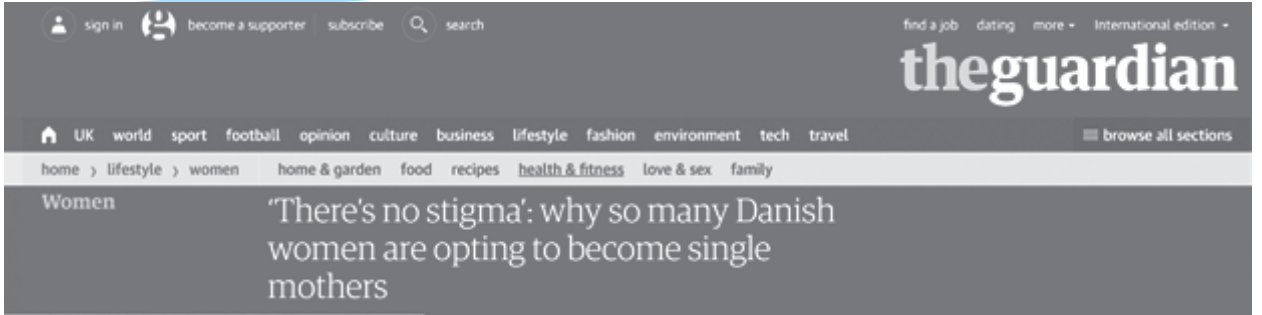 sign in become a supporter subscribe search find a job dating more International edition
theguardian
UK world sport football opinion culture business lifestyle fashion environment tech travel browse all sections
home › lifestyle › women home & garden food recipes health & fitness love & sex family
Women
‘There’s no stigma’: why so many Danish
women are opting to become single
mothers